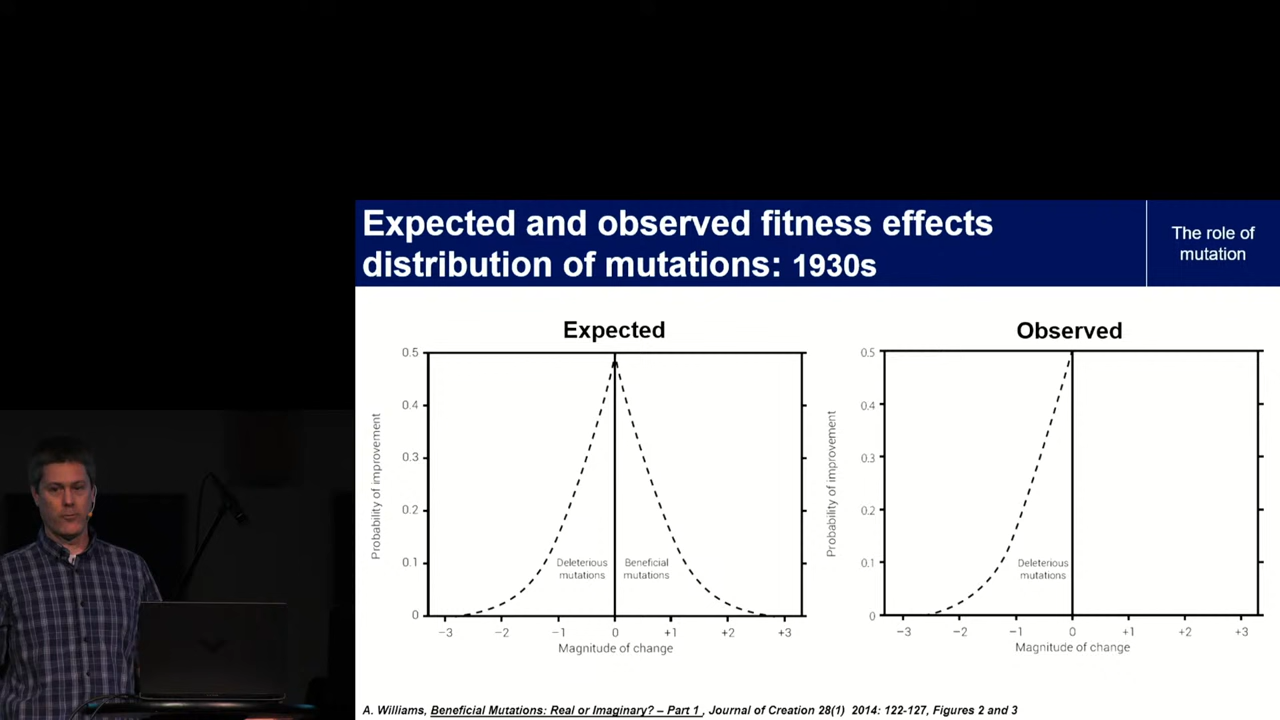 Expected and observed fitness effects
distribution of mutations: 1930s
The role of
mutation
Expected
0.5
0.4
0.3
0.2
0.1
0
Probability of improvement
Deleterious
mutations
Beneficial
mutations
−3
−2
−1
0
+1
+2
+3
Magnitude of change
Observed
0.5
0.4
0.3
0.2
0.1
0
Probability of improvement
Deleterious
mutations
−3
−2
−1
0
+1
+2
+3
Magnitude of change
A. Williams, Beneficial Mutations: Real or Imaginary? – Part 1 , Journal of Creation 28(1) 2014: 122-127, Figures 2 and 3